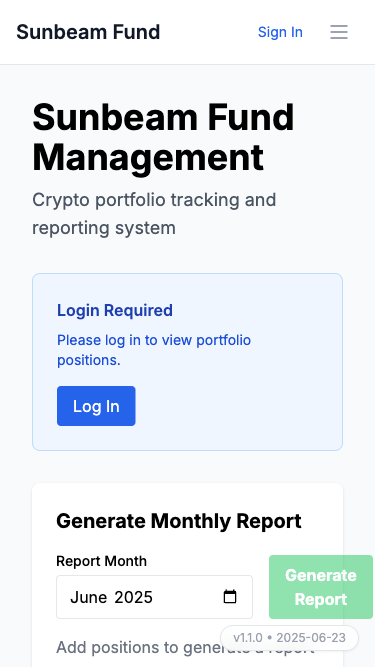 Sunbeam Fund
Sign In
Sunbeam Fund
Management
Crypto portfolio tracking and
reporting system
Login Required
Please log in to view portfolio
positions.
Log In
Generate Monthly Report
Report Month
June 2025
Generate
Report
Add positions to generate a report
v1.1.0 • 2025-06-23